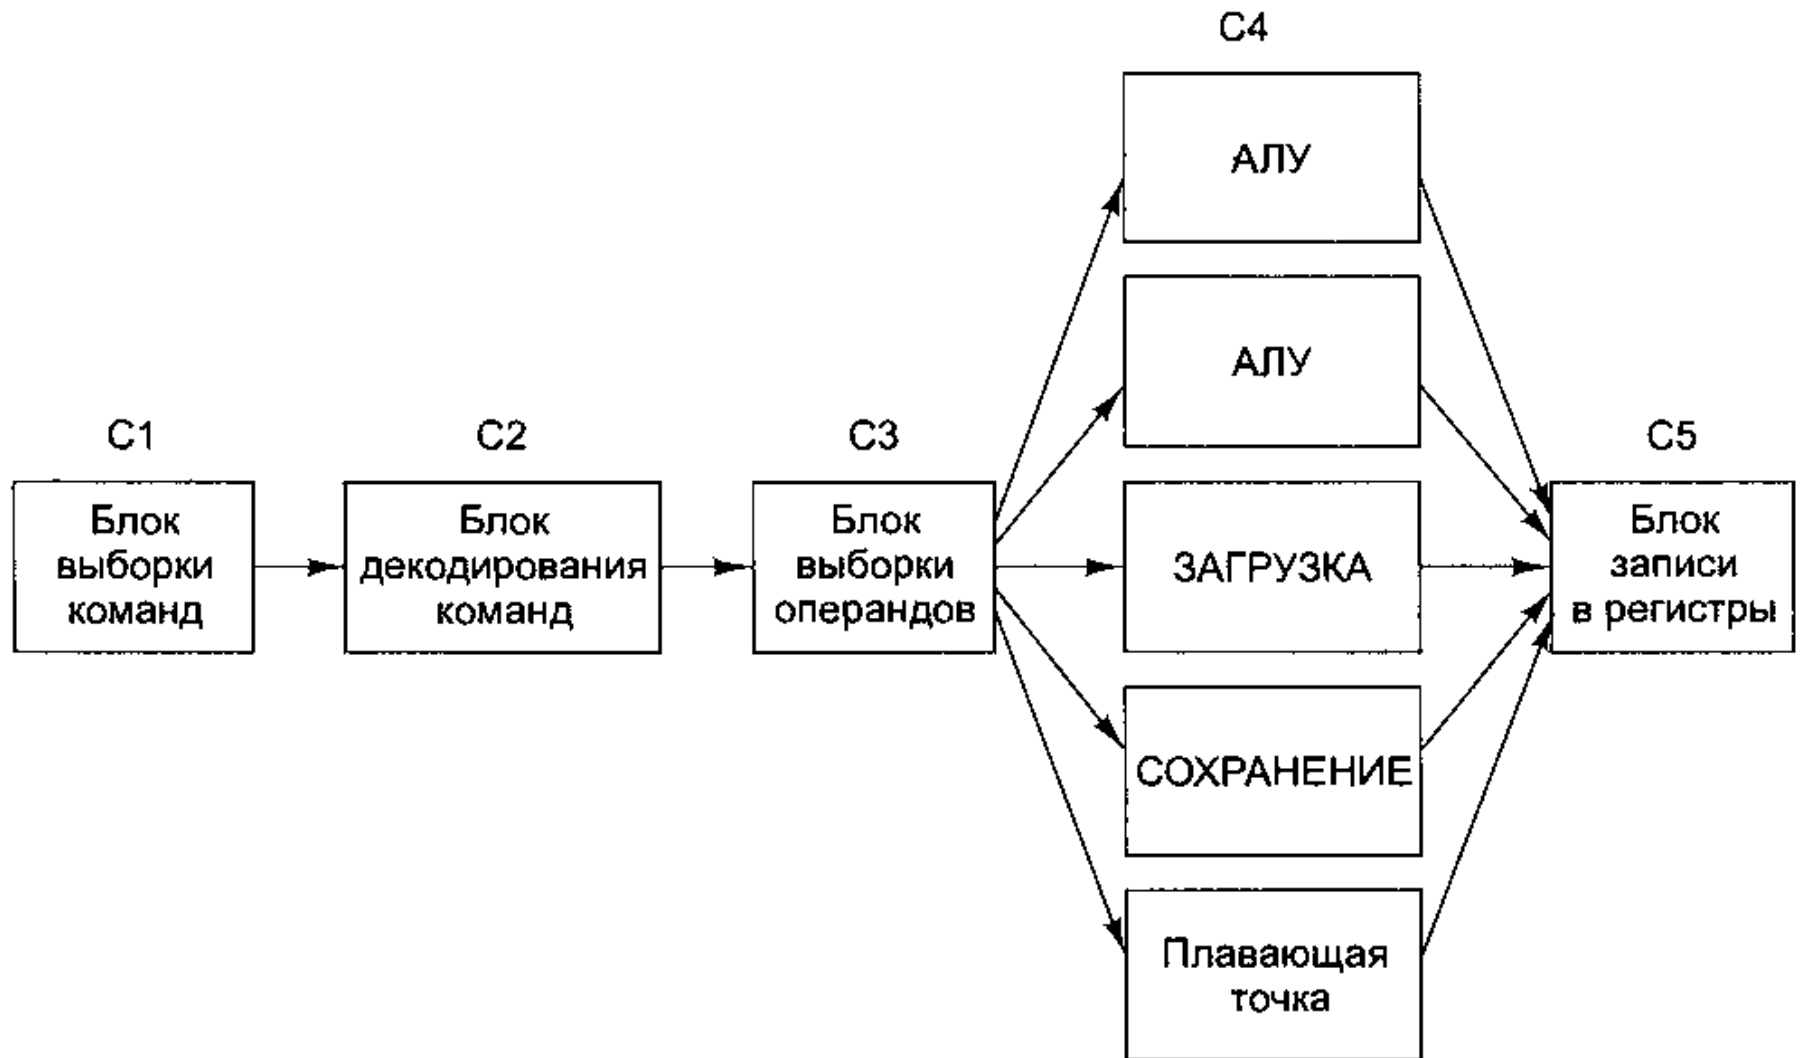 С4
АЛУ
АЛУ
С1
С2
С3
С5
Блок
выборки
команд
Блок
декодирования
команд
Блок
выборки
операндов
ЗАГРУЗКА
Блок
записи
в регистры
СОХРАНЕНИЕ
Плавающая
точка